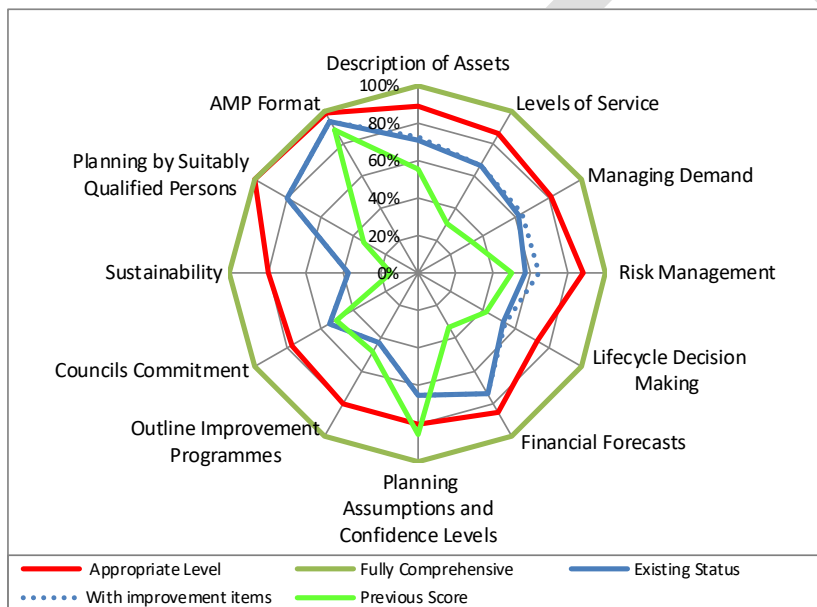 Description of Assets
100%
AMP Format
Levels of Service
80%
Planning by Suitably
Qualified Persons
60%
Managing Demand
40%
20%
Sustainability
0%
Risk Management
Councils Commitment
Lifecycle Decision
Making
Outline Improvement
Programmes
Financial Forecasts
Planning
Assumptions and
Confidence Levels
Appropriate Level
Fully Comprehensive
Existing Status
With improvement items
Previous Score